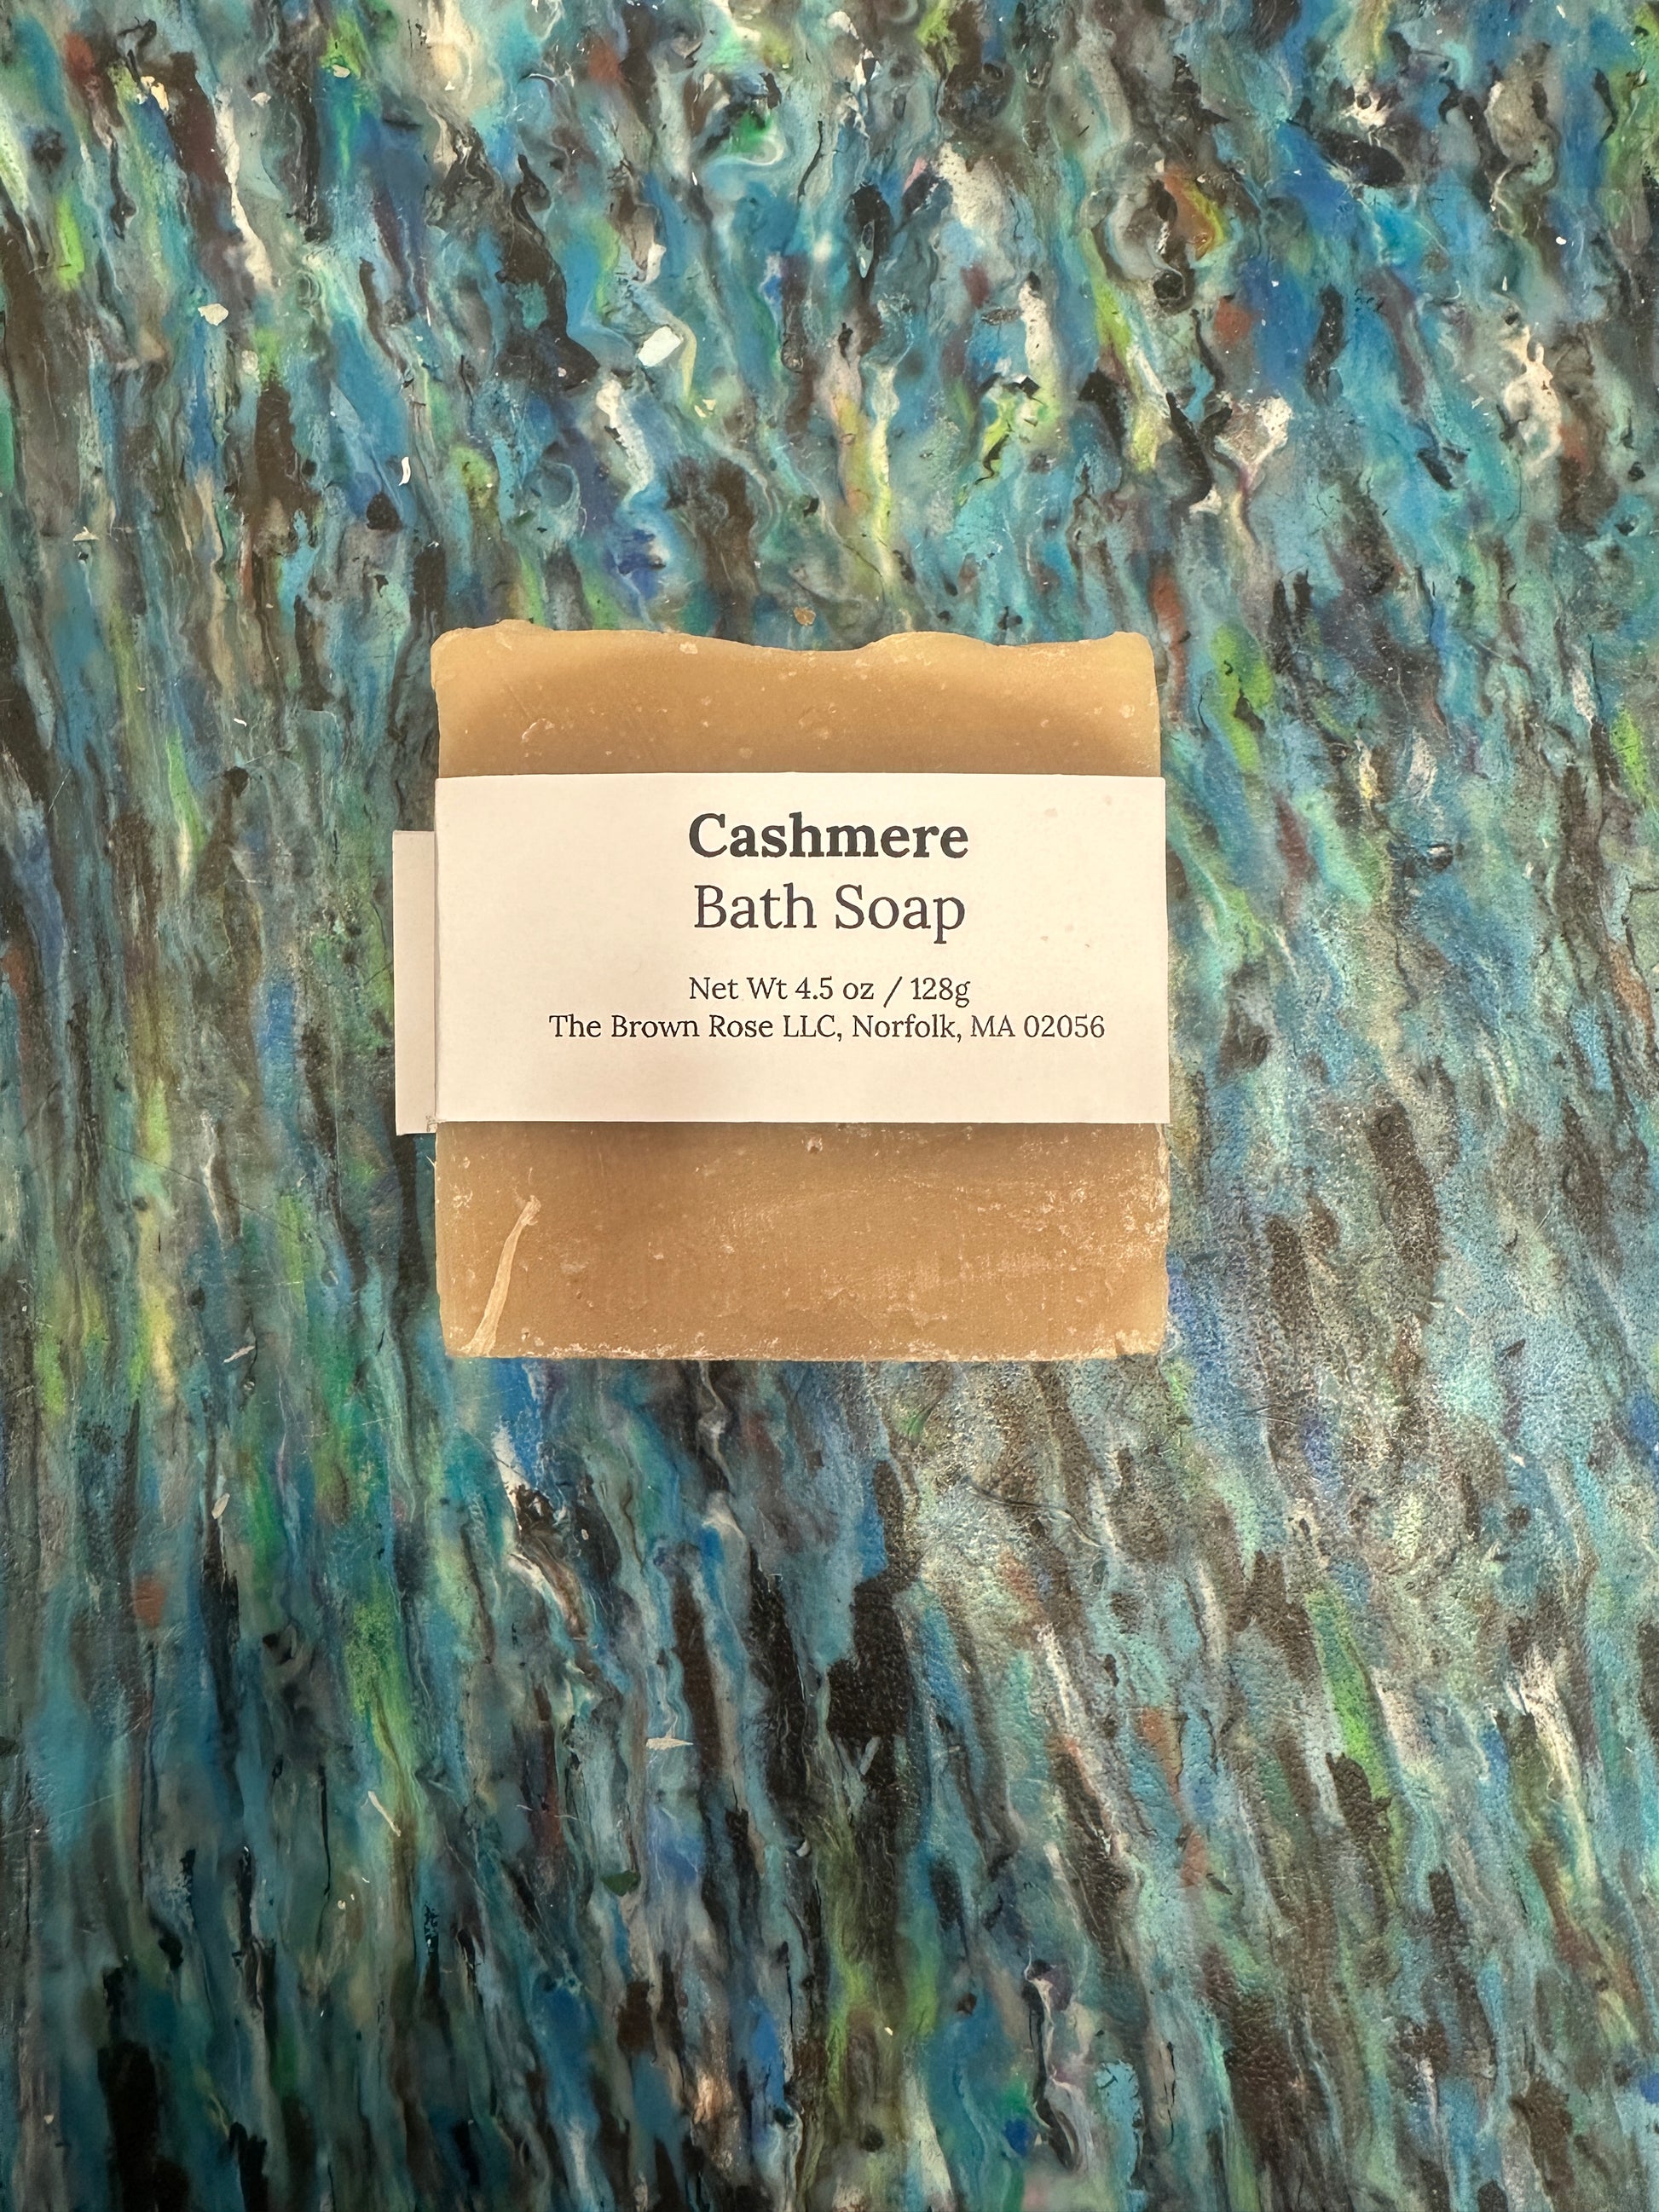 Cashmere
Bath Soap
Net Wt 4.5 oz / 128g
The Brown Rose LLC, Norfolk, MA 02056